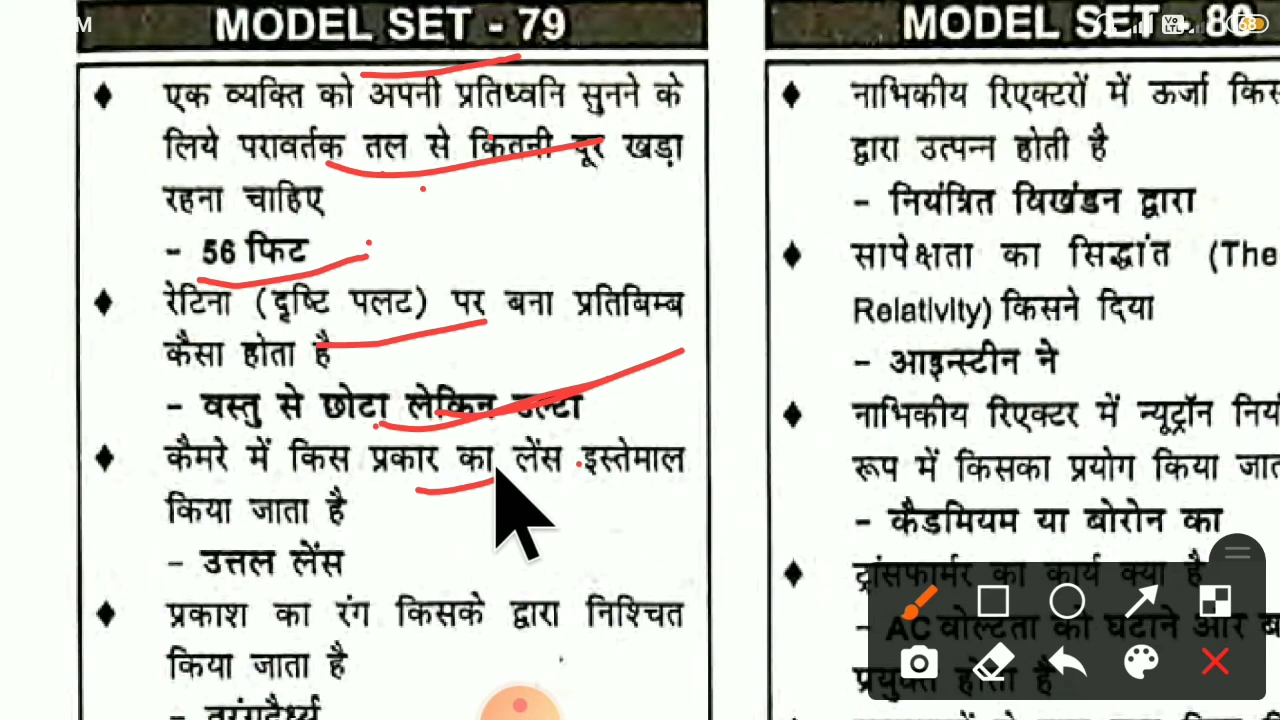 MODEL SET - 79
एक व्यक्ति को अपनी प्रतिध्वनि सुनने के
लिये परावर्तक तल से कितनी दूर खड़ा
रहना चाहिए
- 56 फिट
रेटिना (दृष्टि पलट) पर बना प्रतिबिम्ब
कैसा होता है
- वस्तु से छोटा लेकिन उल्टा
कैमरे में किस प्रकार का लेंस इस्तेमाल
किया जाता है
- उत्तल लेंस
प्रकाश का रंग किसके द्वारा निश्चित
किया जाता है
- तरंगदैर्ध्य
MODEL SET - 80
नाभिकीय रिएक्टरों में ऊर्जा
द्वारा उत्पन्न होती है
- नियंत्रित विखंडन द्वारा
सापेक्षता का सिद्धांत (The
Relativity) किसने दिया
- आइन्स्टीन ने
नाभिकीय रिएक्टर में न्यूट्रॉन
रूप में किसका प्रयोग किया
- कैडमियम या बोरोन का
ट्रांसफार्मर का कार्य क्या है
- AC वोल्टता को घटाने और
प्रयुक्त होता है